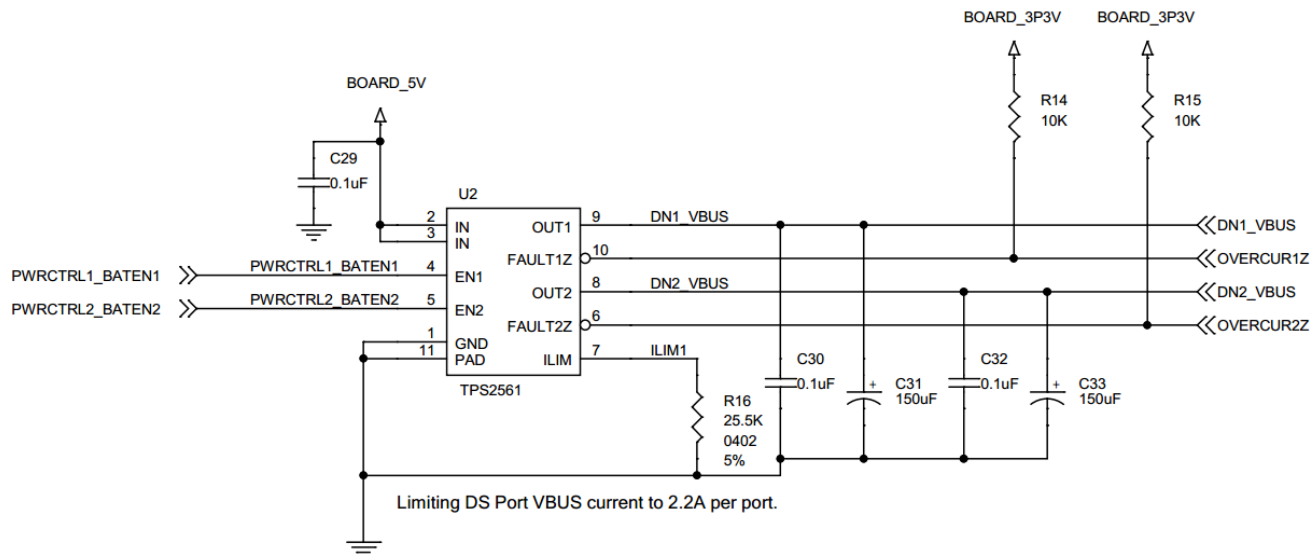 BOARD_3P3V
BOARD_3P3V
BOARD_5V
R14
10K
R15
10K
C29
0.1uF
U2
2
IN
OUT1
9
DN1_VBUS
DN1_VBUS
3
IN
FAULT1Z
10
OVERCUR1Z
PWRCTRL1_BATEN1
PWRCTRL1_BATEN1
4
EN1
OUT2
8
DN2_VBUS
DN2_VBUS
PWRCTRL2_BATEN2
PWRCTRL2_BATEN2
5
EN2
FAULT2Z
6
OVERCUR2Z
1
GND
11
PAD
ILIM
7
ILIM1
TPS2561
R16
25.5K
0402
5%
C30
0.1uF
C31
150uF
+
C32
0.1uF
C33
150uF
+
Limiting DS Port VBUS current to 2.2A per port.